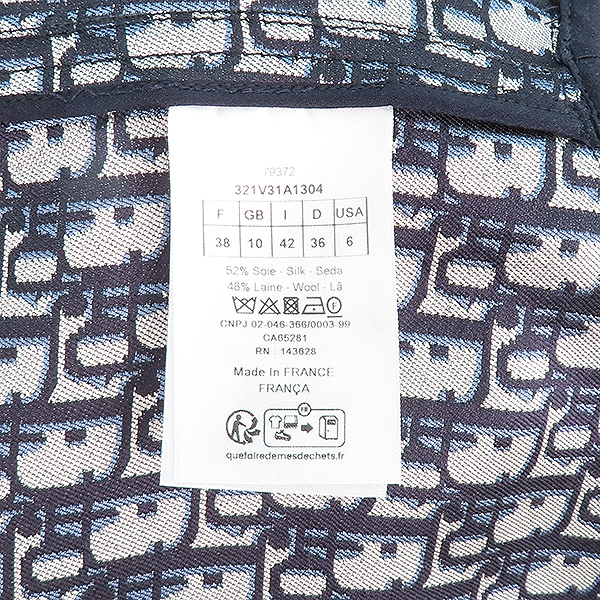 79372
321V31A1304
F GB I D USA
38 10 42 36 6
52% Soie - Silk - Seda
48% Laine - Wool - Lã
F
CNPJ 02-046-366/0003-99
CA65281
RN : 143628
Made In FRANCE
FRANÇA
FR
quefairedemesdechets.fr